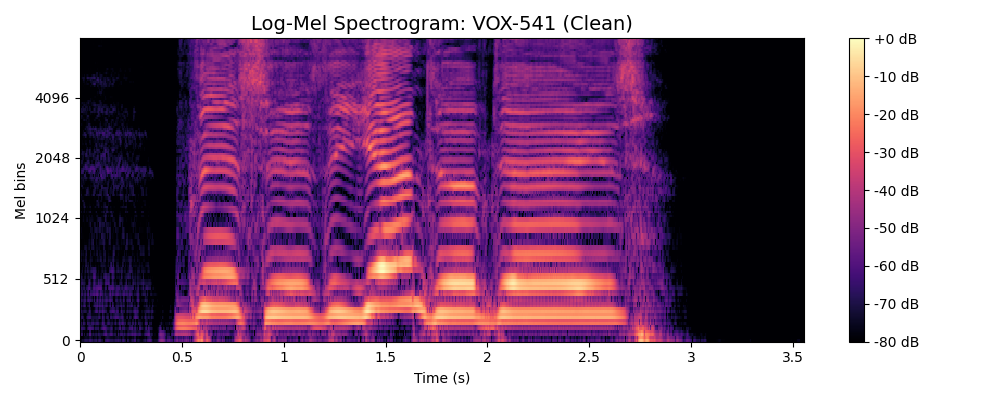 Log-Mel Spectrogram: VOX-541 (Clean)
Mel bins
4096
2048
1024
512
0
0
0.5
1
1.5
2
2.5
3
3.5
Time (s)
+0 dB
-10 dB
-20 dB
-30 dB
-40 dB
-50 dB
-60 dB
-70 dB
-80 dB